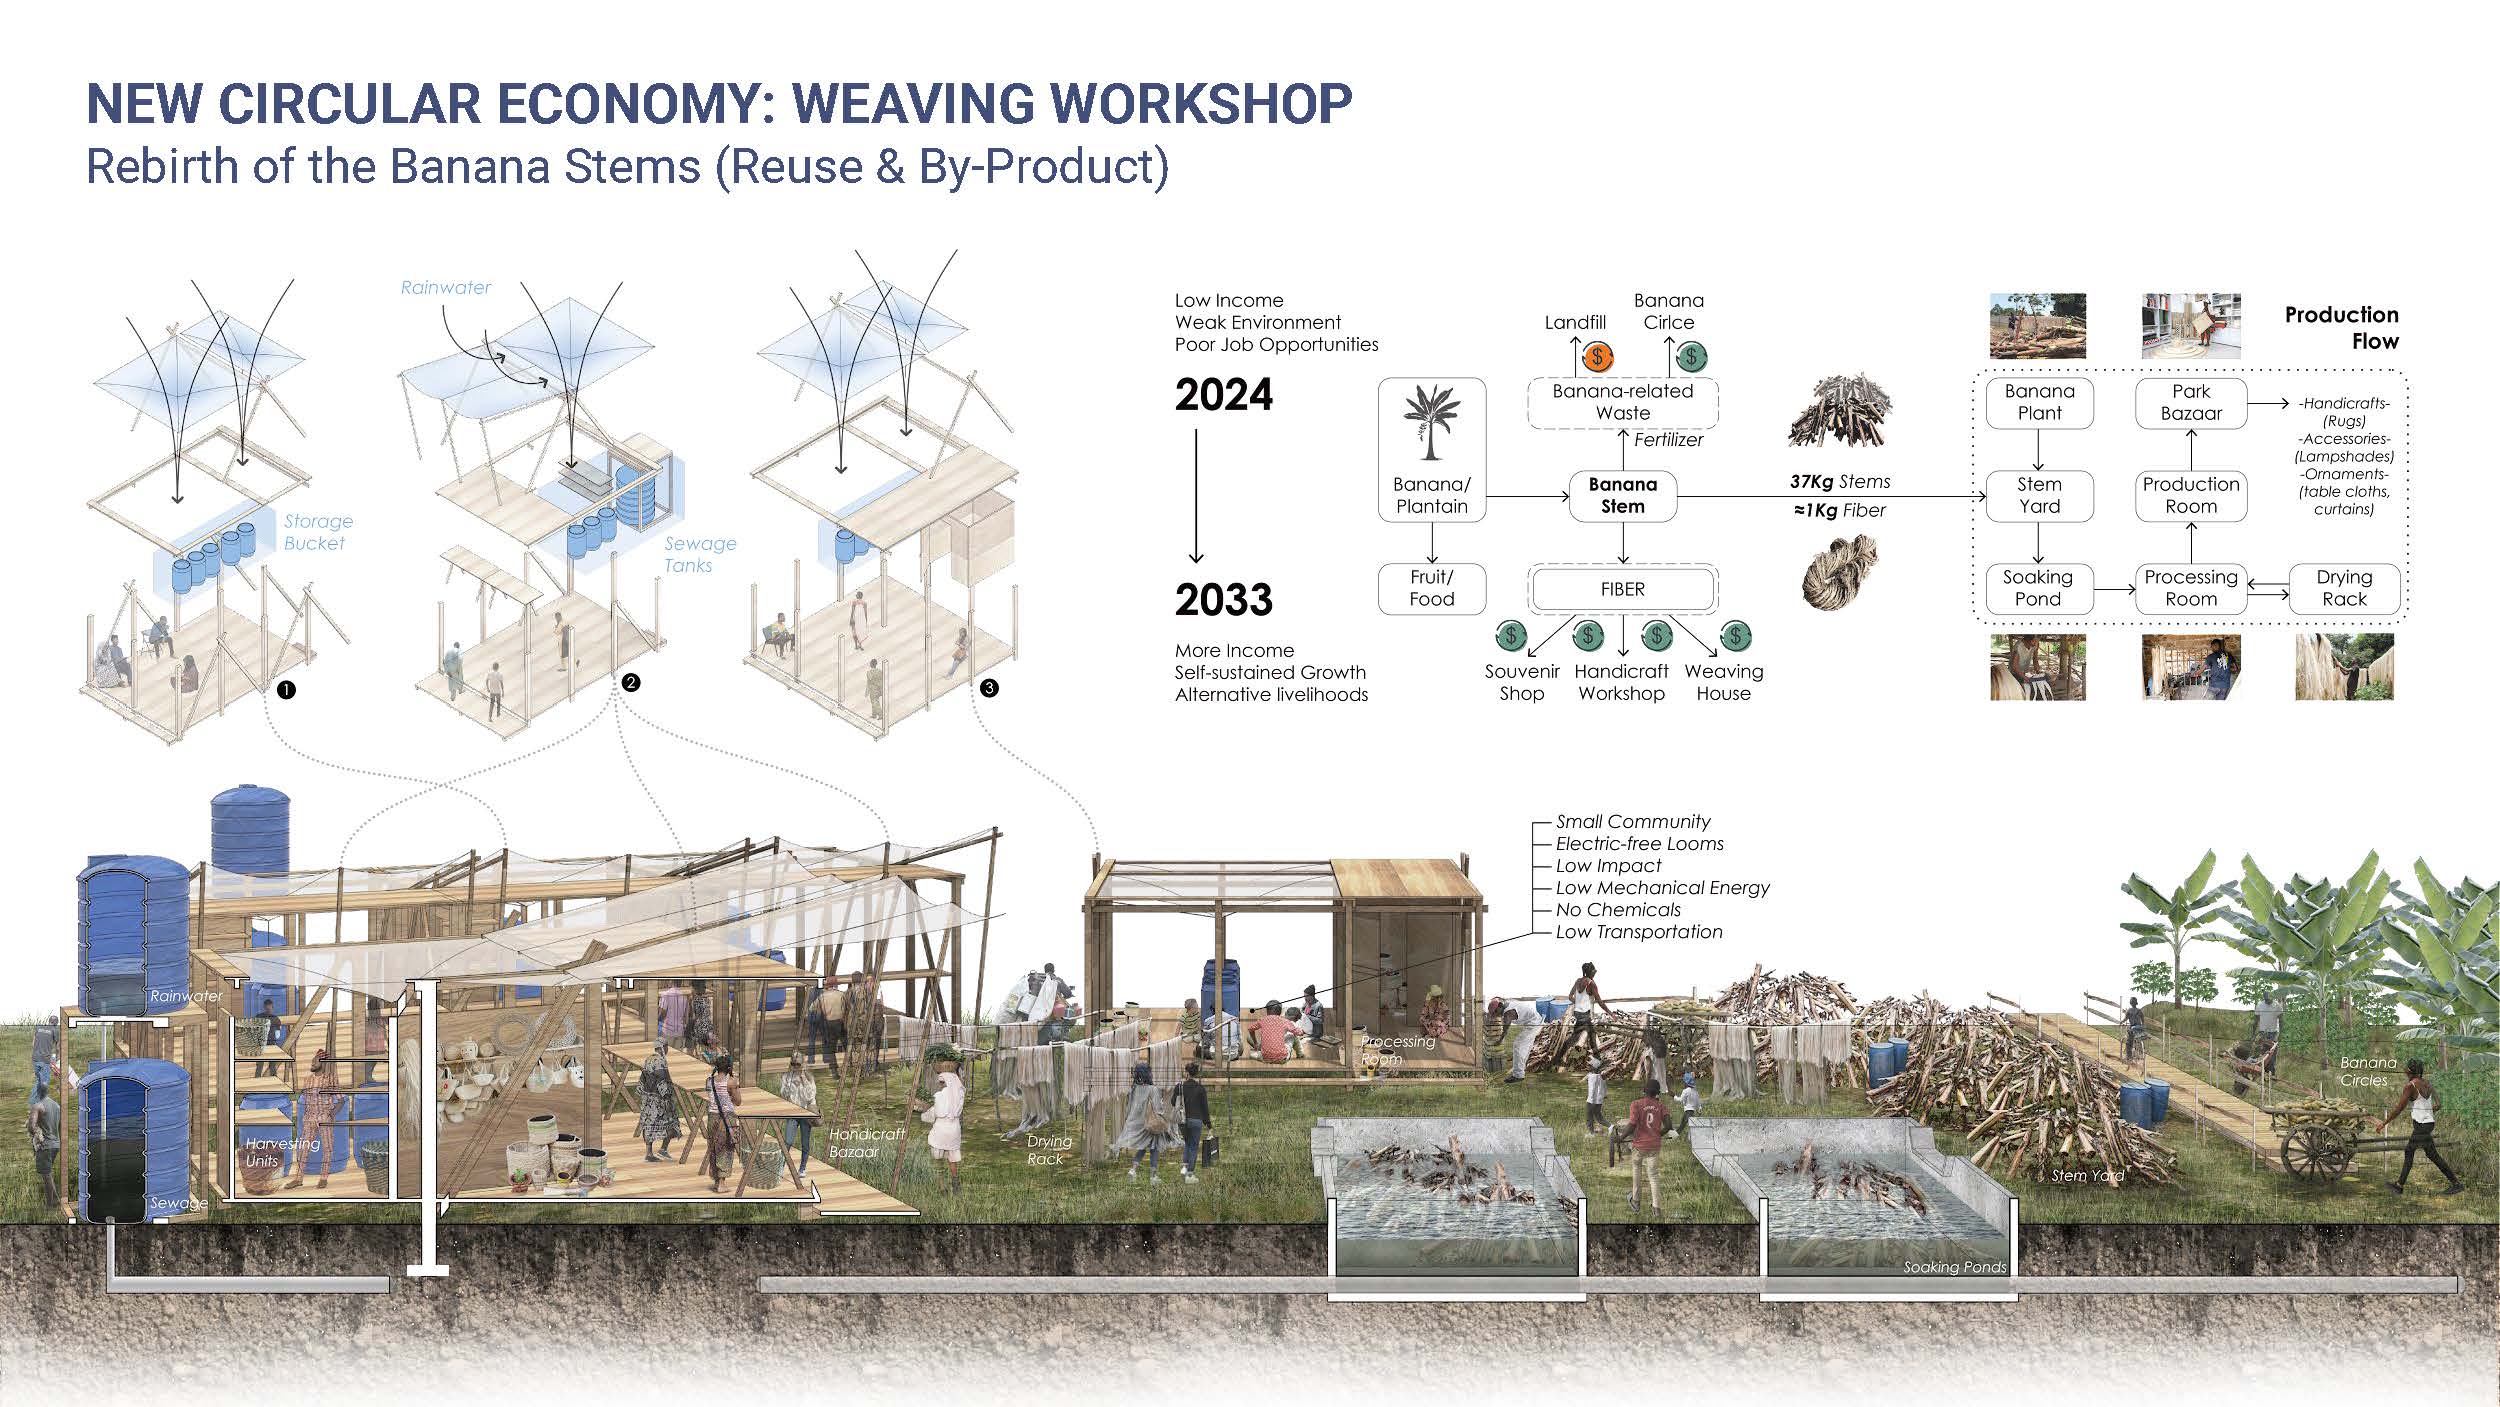 NEW CIRCULAR ECONOMY: WEAVING WORKSHOP
Rebirth of the Banana Stems (Reuse & By-Product)
Rainwater
Storage
Bucket
Sewage
Tanks
1
2
3
Low Income
Weak Environment
Poor Job Opportunities
2024
2033
More Income
Self-sustained Growth
Alternative livelihoods
Landfill
Banana
Cirlce
$
$
Banana-related
Waste
Fertilizer
Banana/
Plantain
Banana
Stem
Fruit/
Food
FIBER
$
$
$
$
Souvenir
Shop
Handicraft
Workshop
Weaving
House
37Kg Stems
≈1Kg Fiber
Production
Flow
Banana
Plant
Park
Bazaar
-Handicrafts-
(Rugs)
-Accessories-
(Lampshades)
-Ornaments-
(table cloths,
curtains)
Stem
Yard
Production
Room
Soaking
Pond
Processing
Room
Drying
Rack
Small Community
Electric-free Looms
Low Impact
Low Mechanical Energy
No Chemicals
Low Transportation
Rainwater
Sewage
Harvesting
Units
Handicraft
Bazaar
Drying
Rack
Processing
Room
Banana
Circles
Stem Yard
Soaking Ponds